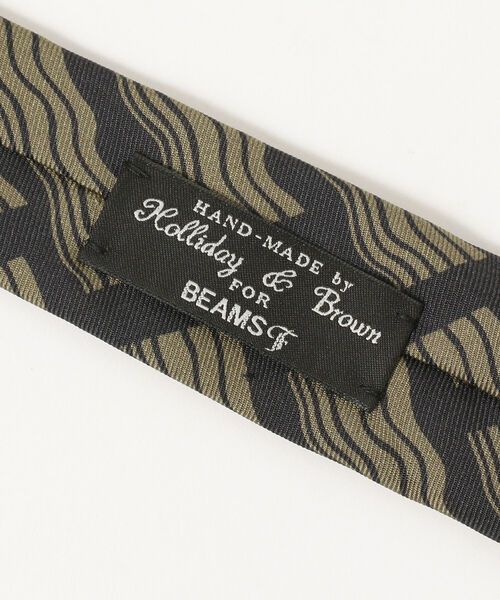 HAND-MADE by
Holliday & Brown
FOR
BEAMS F